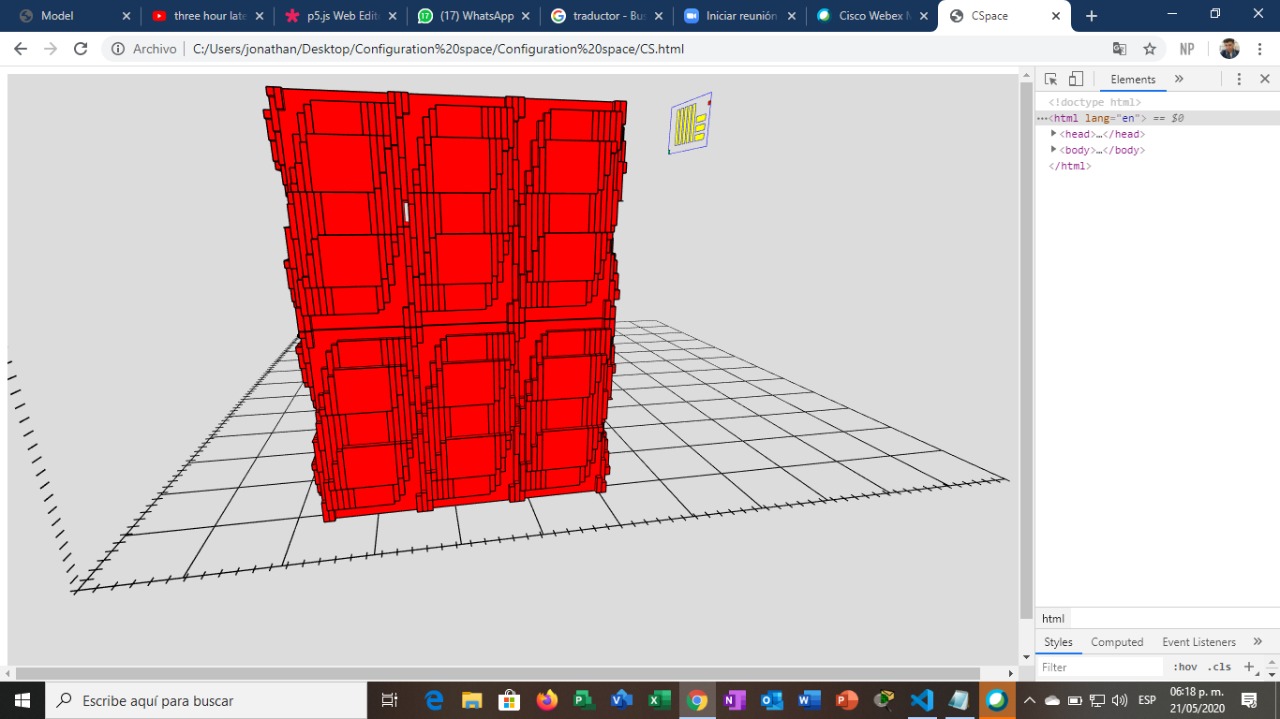 Model
three hour late
p5.js Web Edit
(17) WhatsApp
traductor - Bus
Iniciar reunión
Cisco Webex M
CSpace
Archivo
C:/Users/jonathan/Desktop/Configuration%20space/Configuration%20space/CS.html
NP
Elements
<!doctype html>
<html lang="en"> == $0
<head>…</head>
<body>…</body>
</html>
html
Styles
Computed
Event Listeners
Filter
:hov
.cls
Escribe aquí para buscar
ESP
06:18 p. m.
21/05/2020